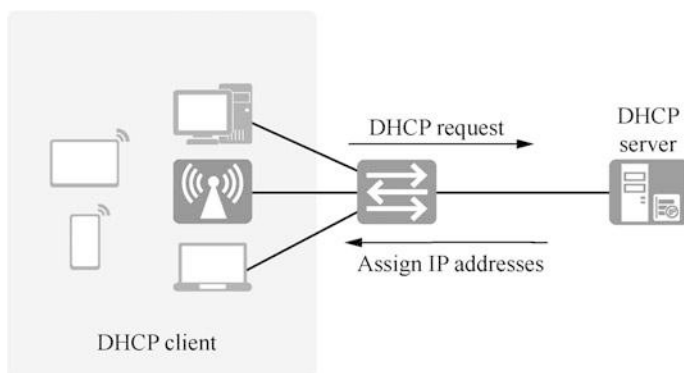 DHCP request
DHCP
server
Assign IP addresses
DHCP client